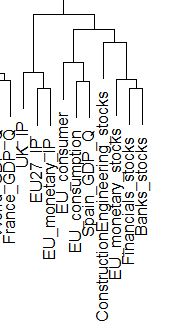 France_GDP_Q
UK_IP
EU27_IP
EU_monetary_IP
EU_consumer
EU_consumption
Spain_GDP_Q
ConstructionEngineering_stocks
EU_monetary_stocks
Financials_stocks
Banks_stocks